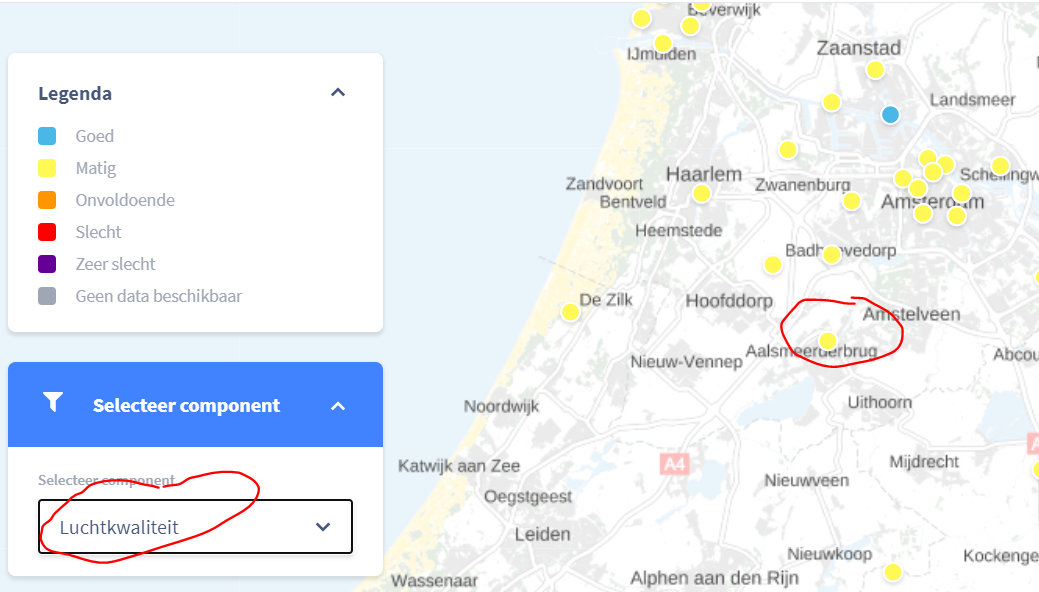 Legenda
Goed
Matig
Onvoldoende
Slecht
Zeer slecht
Geen data beschikbaar
Selecteer component
Selecteer component
Luchtkwaliteit
Beverwijk
IJmuiden
Zaanstad
Landsmeer
Haarlem
Zandvoort
Bentveld
Zwanenburg
Schellingw
Amsterdam
Heemstede
Badhoevedorp
De Zilk
Hoofddorp
Amstelveen
Aalsmeerderbrug
Nieuw-Vennep
Abcou
Noordwijk
Uithoorn
Katwijk aan Zee
A4
Mijdrecht
Nieuwveen
Oegstgeest
Leiden
Nieuwkoop
Kockenge
Wassenaar
Alphen aan den Rijn